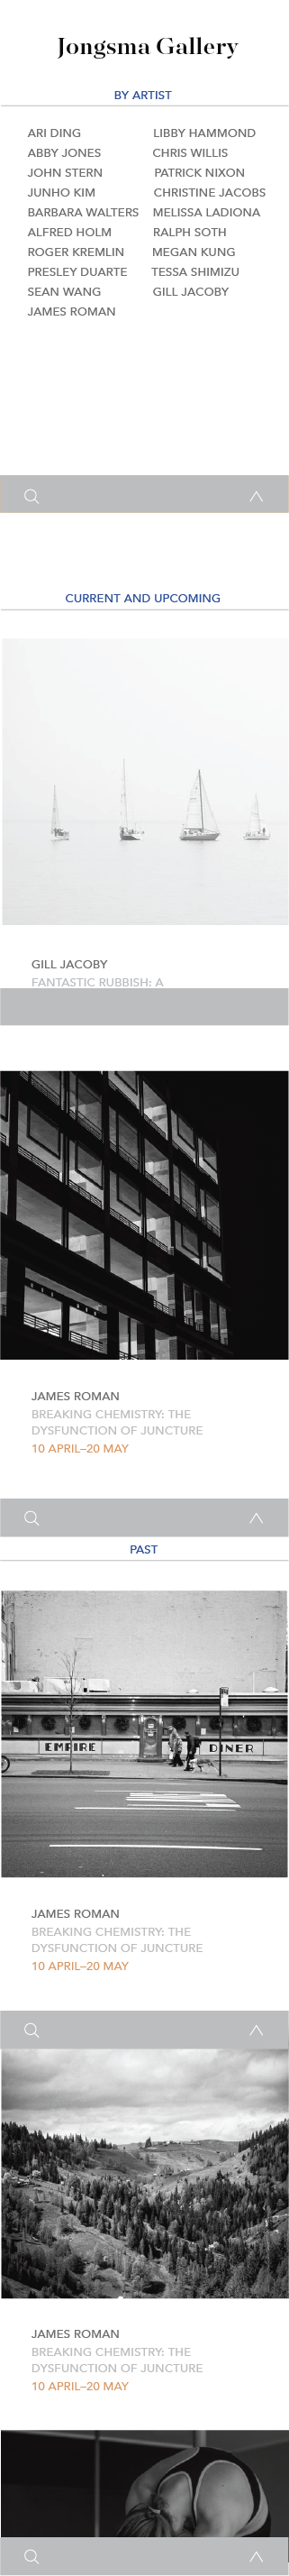 Jongsma Gallery
BY ARTIST
ARI DING
ABBY JONES
JOHN STERN
JUNHO KIM
BARBARA WALTERS
ALFRED HOLM
ROGER KREMLIN
PRESLEY DUARTE
SEAN WANG
JAMES ROMAN
LIBBY HAMMOND
CHRIS WILLIS
PATRICK NIXON
CHRISTINE JACOBS
MELISSA LADIONA
RALPH SOTH
MEGAN KUNG
TESSA SHIMIZU
GILL JACOBY
CURRENT AND UPCOMING
GILL JACOBY
FANTASTIC RUBBISH: A
JAMES ROMAN
BREAKING CHEMISTRY: THE
DYSFUNCTION OF JUNCTURE
10 APRIL–20 MAY
PAST
EMPIRE DINER
JAMES ROMAN
BREAKING CHEMISTRY: THE
DYSFUNCTION OF JUNCTURE
10 APRIL–20 MAY
JAMES ROMAN
BREAKING CHEMISTRY: THE
DYSFUNCTION OF JUNCTURE
10 APRIL–20 MAY